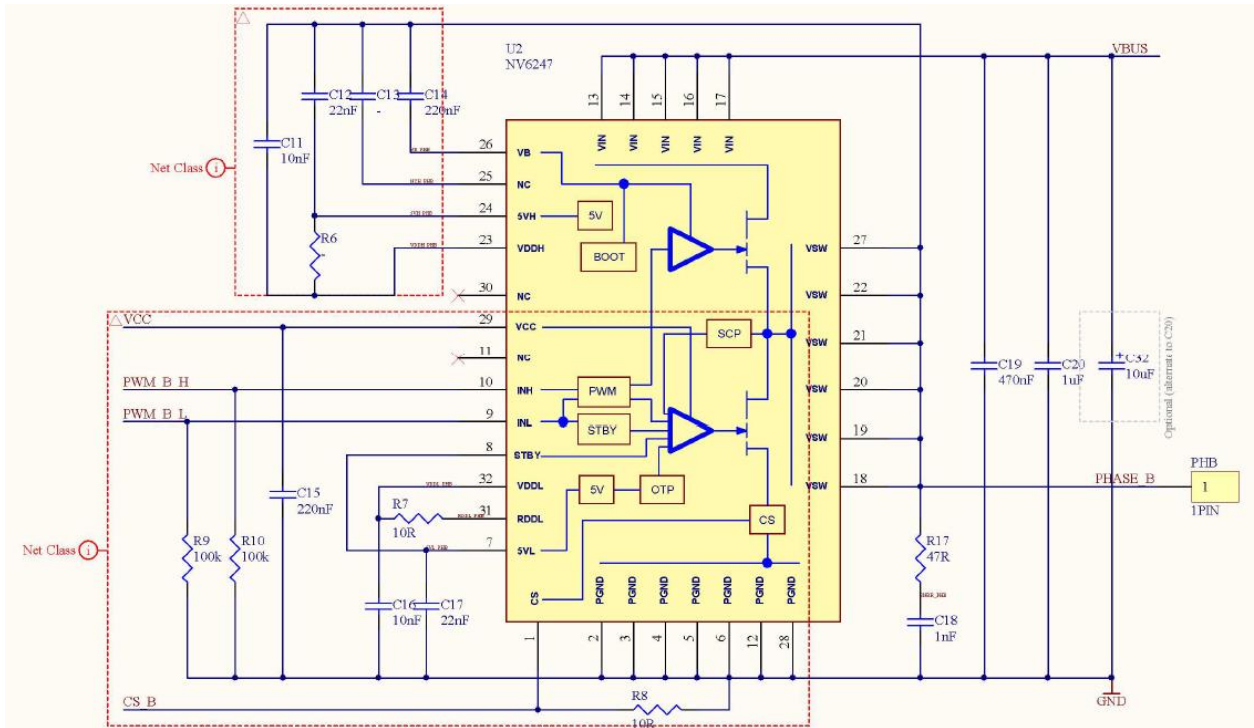 U2
NV6247
VBUS
C12
22nF
C13
-
C14
220nF
C11
10nF
Net Class
i
R6
-
13
14
15
16
17
VIN
VIN
VIN
VIN
VIN
26
VB
25
NC
24
5VH
5V
23
VDDH
BOOT
30
NC
VCC
29
VCC
11
NC
PWM_B_H
10
INH
PWM
PWM_B_L
9
INL
STBY
8
STBY
32
VDDL
5V
OTP
31
RDDL
7
5VL
SCP
CS
27
VSW
22
VSW
21
VSW
20
VSW
19
VSW
18
VSW
C19
470nF
C20
1uF
+
C32
10uF
Optional (alternate to C20)
PHASE_B
PHB
1
1PIN
C15
220nF
R7
10R
R9
100k
R10
100k
Net Class
i
C16
10nF
C17
22nF
CS
PGND
PGND
PGND
PGND
PGND
PGND
PGND
1
2
3
4
5
6
12
28
R17
47R
C18
1nF
CS_B
R8
10R
GND